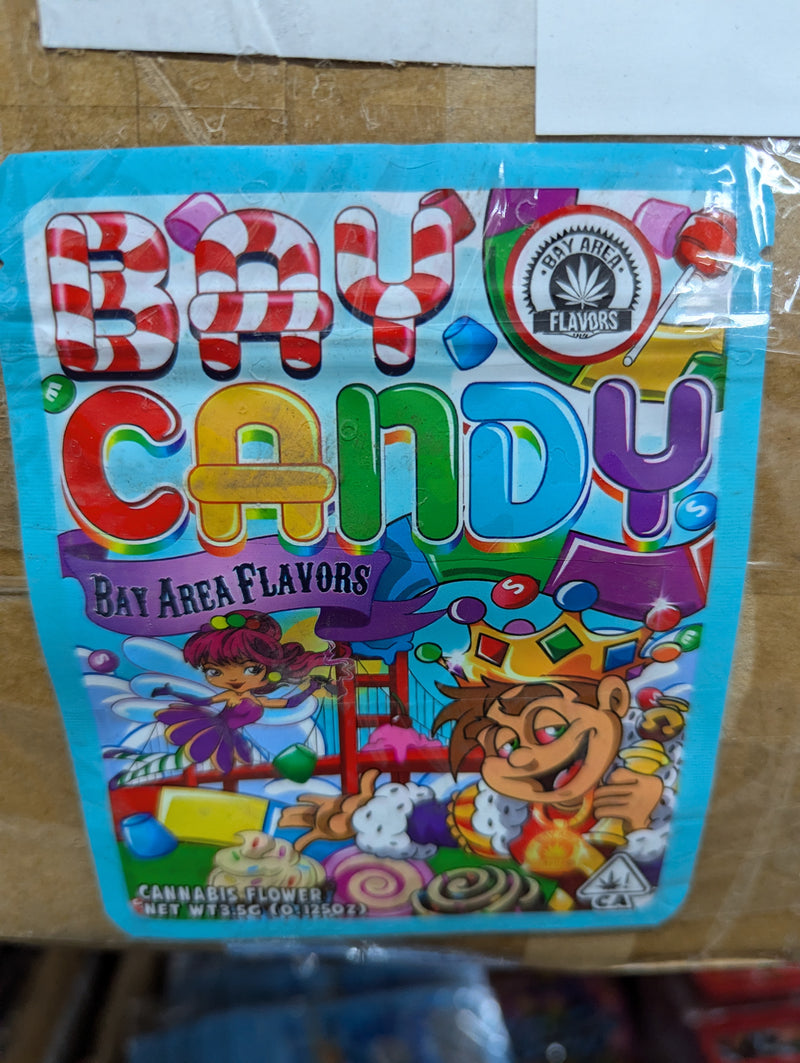 BAY
BAY AREA
FLAVORS
CANDY
E
S
BAY AREA FLAVORS
S
S
E
CANNABIS FLOWER
NET WT 3.5G (0.125OZ)
!
CA